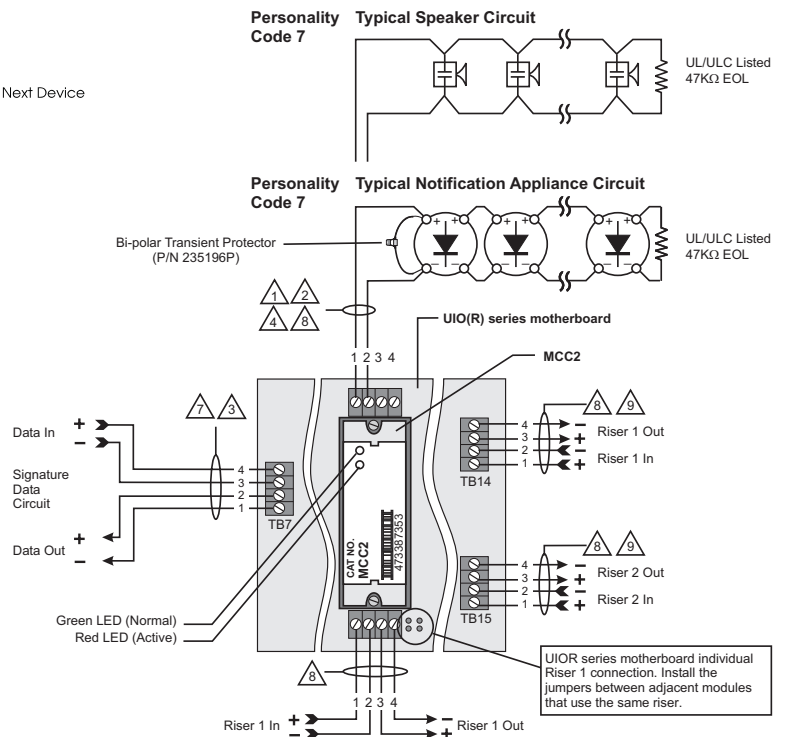 Personality Typical Speaker Circuit
Code 7
UL/ULC Listed
47KΩ EOL
Next Device
Personality Typical Notification Appliance Circuit
Code 7
+ + + + + +
Bi-polar Transient Protector
(P/N 235196P)
UL/ULC Listed
47KΩ EOL
– – – – – –
1 2
4 8
UIO(R) series motherboard
1 2 3 4
MCC2
7 3
8 9
Data In + –
4 – Riser 1 Out
3 +
2 – Riser 1 In
1 +
TB14
Signature
Data
Circuit
4
3
2
1
TB7
Data Out + –
CAT NO.
MCC2
473387353
8 9
4 – Riser 2 Out
3 +
2 – Riser 2 In
1 +
TB15
Green LED (Normal)
Red LED (Active)
8
UIOR series motherboard individual
Riser 1 connection. Install the
jumpers between adjacent modules
that use the same riser.
1 2 3 4
Riser 1 In + – – + Riser 1 Out